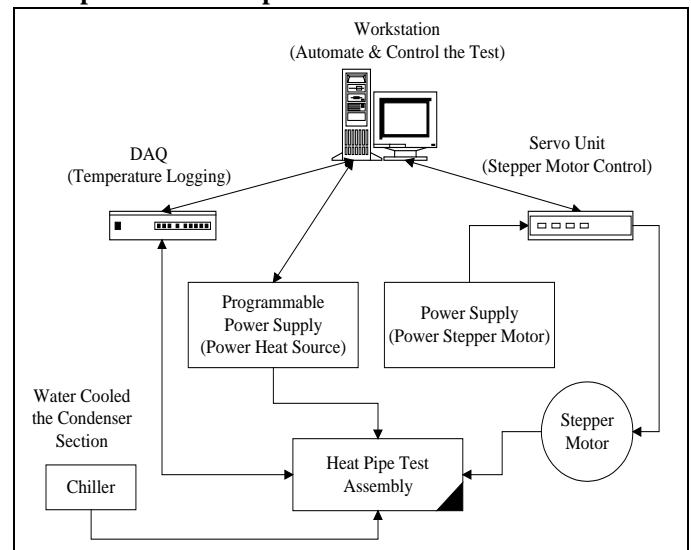 Workstation
(Automate & Control the Test)
DAQ
(Temperature Logging)
Servo Unit
(Stepper Motor Control)
Programmable
Power Supply
(Power Heat Source)
Power Supply
(Power Stepper Motor)
Water Cooled
the Condenser
Section
Chiller
Heat Pipe Test
Assembly
Stepper
Motor